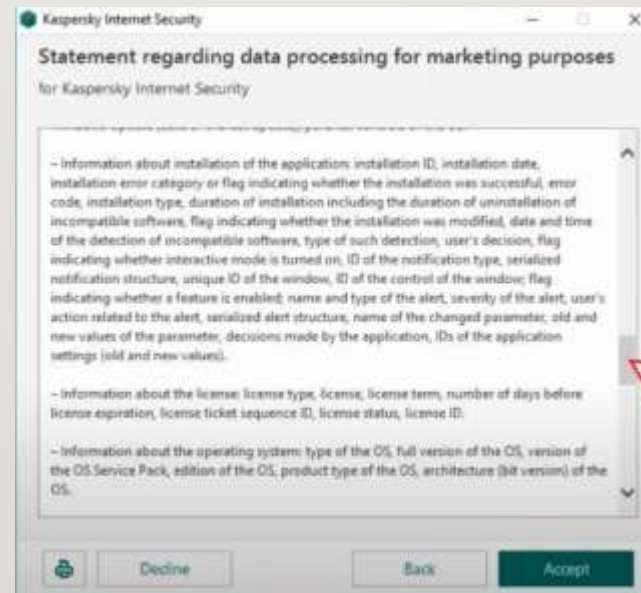 Kaspersky Internet Security
Statement regarding data processing for marketing purposes
for Kaspersky Internet Security
– Information about installation of the application: installation ID, installation date,
installation error category or flag indicating whether the installation was successful, error
code, installation type, duration of installation including the duration of uninstallation of
incompatible software, flag indicating whether the installation was modified, date and time
of the detection of incompatible software, type of such detection, user's decision, flag
indicating whether interactive mode is turned on, ID of the notification type, serialized
notification structure, unique ID of the window, ID of the control of the window; flag
indicating whether a feature is enabled; name and type of the alert, severity of the alert, user's
action related to the alert, serialized alert structure, name of the changed parameter, old and
new values of the parameter, decisions made by the application, IDs of the application
settings (old and new values).
– Information about the license: license type, license, license term, number of days before
license expiration, license ticket sequence ID, license status, license ID.
– Information about the operating system: type of the OS, full version of the OS, version of
the OS Service Pack, edition of the OS, product type of the OS, architecture (bit version) of the
OS.
Decline
Back
Accept